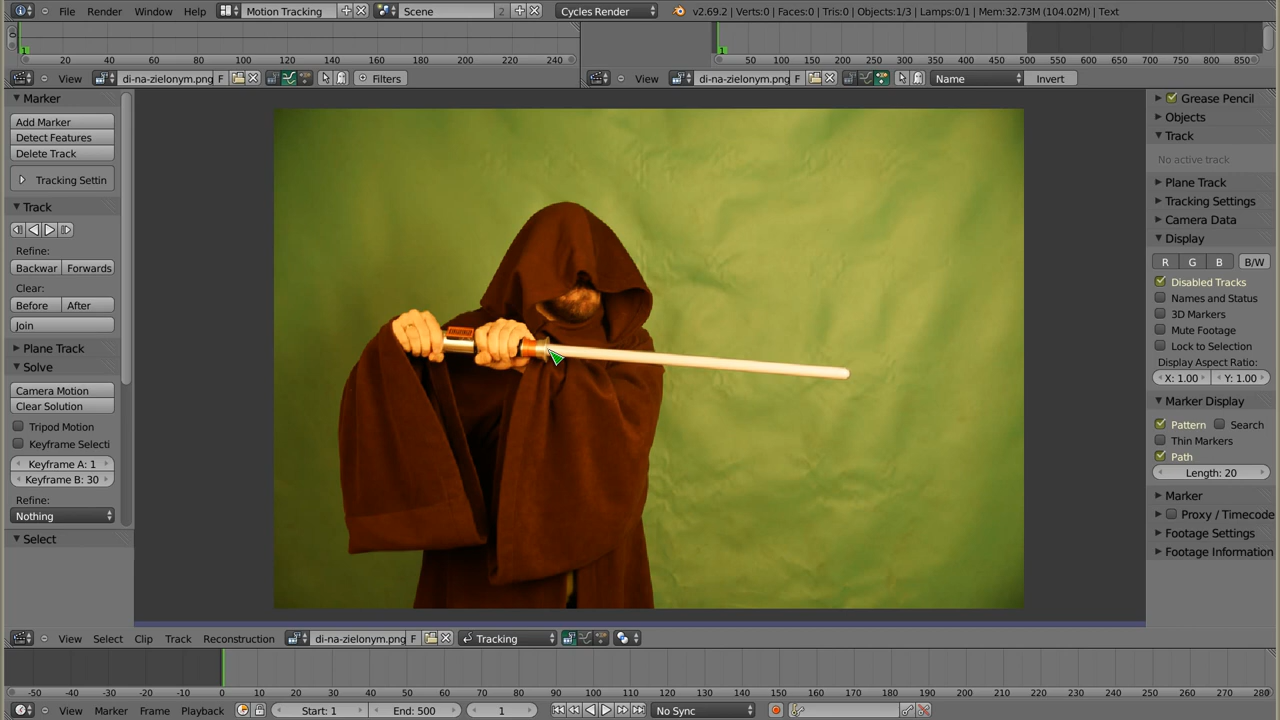 File Render Window Help Motion Tracking Scene 2 Cycles Render v2.69.2 | Verts:0 | Faces:0 | Tris:0 | Objects:1/3 | Lamps:0/1 | Mem:32.73M (104.02M) | Text
1 20 40 60 80 100 120 140 160 180 200 220 240
1 50 100 150 200 250 300 350 400 450 500 550 600 650 700 750 800 850
View di-na-zielonym.png F Filters
View di-na-zielonym.png F Name Invert
Marker
Add Marker
Detect Features
Delete Track
Tracking Settin
Track
Refine:
Backwar Forwards
Clear:
Before After
Join
Plane Track
Solve
Camera Motion
Clear Solution
Tripod Motion
Keyframe Selecti
Keyframe A: 1
Keyframe B: 30
Refine:
Nothing
Select
Grease Pencil
Objects
Track
No active track
Plane Track
Tracking Settings
Camera Data
Display
R G B B/W
Disabled Tracks
Names and Status
3D Markers
Mute Footage
Lock to Selection
Display Aspect Ratio:
X: 1.00 Y: 1.00
Marker Display
Pattern Search
Thin Markers
Path
Length: 20
Marker
Proxy / Timecode
Footage Settings
Footage Information
View Select Clip Track Reconstruction di-na-zielonym.png F Tracking
-50 -40 -30 -20 -10 0 10 20 30 40 50 60 70 80 90 100 110 120 130 140 150 160 170 180 190 200 210 220 230 240 250 260 270 280
View Marker Frame Playback Start: 1 End: 500 1 No Sync